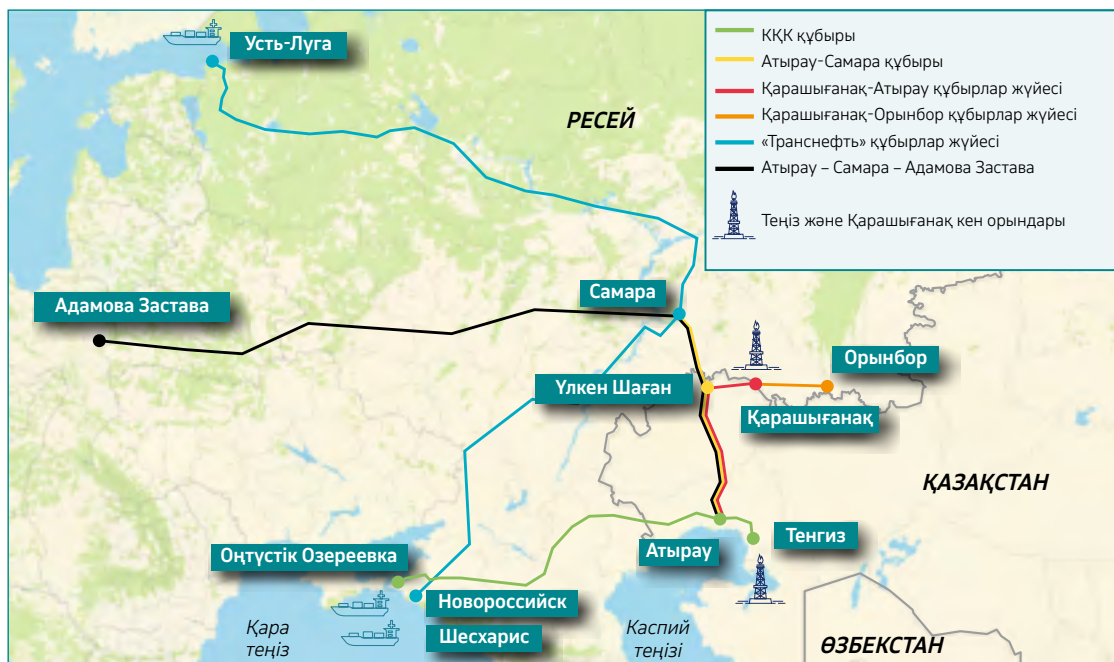 Усть-Луга
РЕСЕЙ
КҚК құбыры
Атырау-Самара құбыры
Қарашығанақ-Атырау құбырлар жүйесі
Қарашығанақ-Орынбор құбырлар жүйесі
«Транснефть» құбырлар жүйесі
Атырау – Самара – Адамова Застава
Теңіз және Қарашығанақ кен орындары
Самара
Адамова Застава
Орынбор
Үлкен Шаған
Қарашығанақ
ҚАЗАҚСТАН
Тенгиз
Атырау
Оңтүстік Озереевка
Новороссийск
Шесхарис
Қара
теңіз
Каспий
теңізі
ӨЗБЕКСТАН